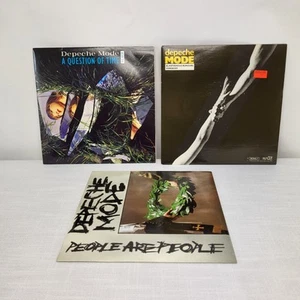 Depeche Mode
A QUESTION OF TIME
depeche
MODE
DEPECHE
MODE
PEOPLE ARE PEOPLE